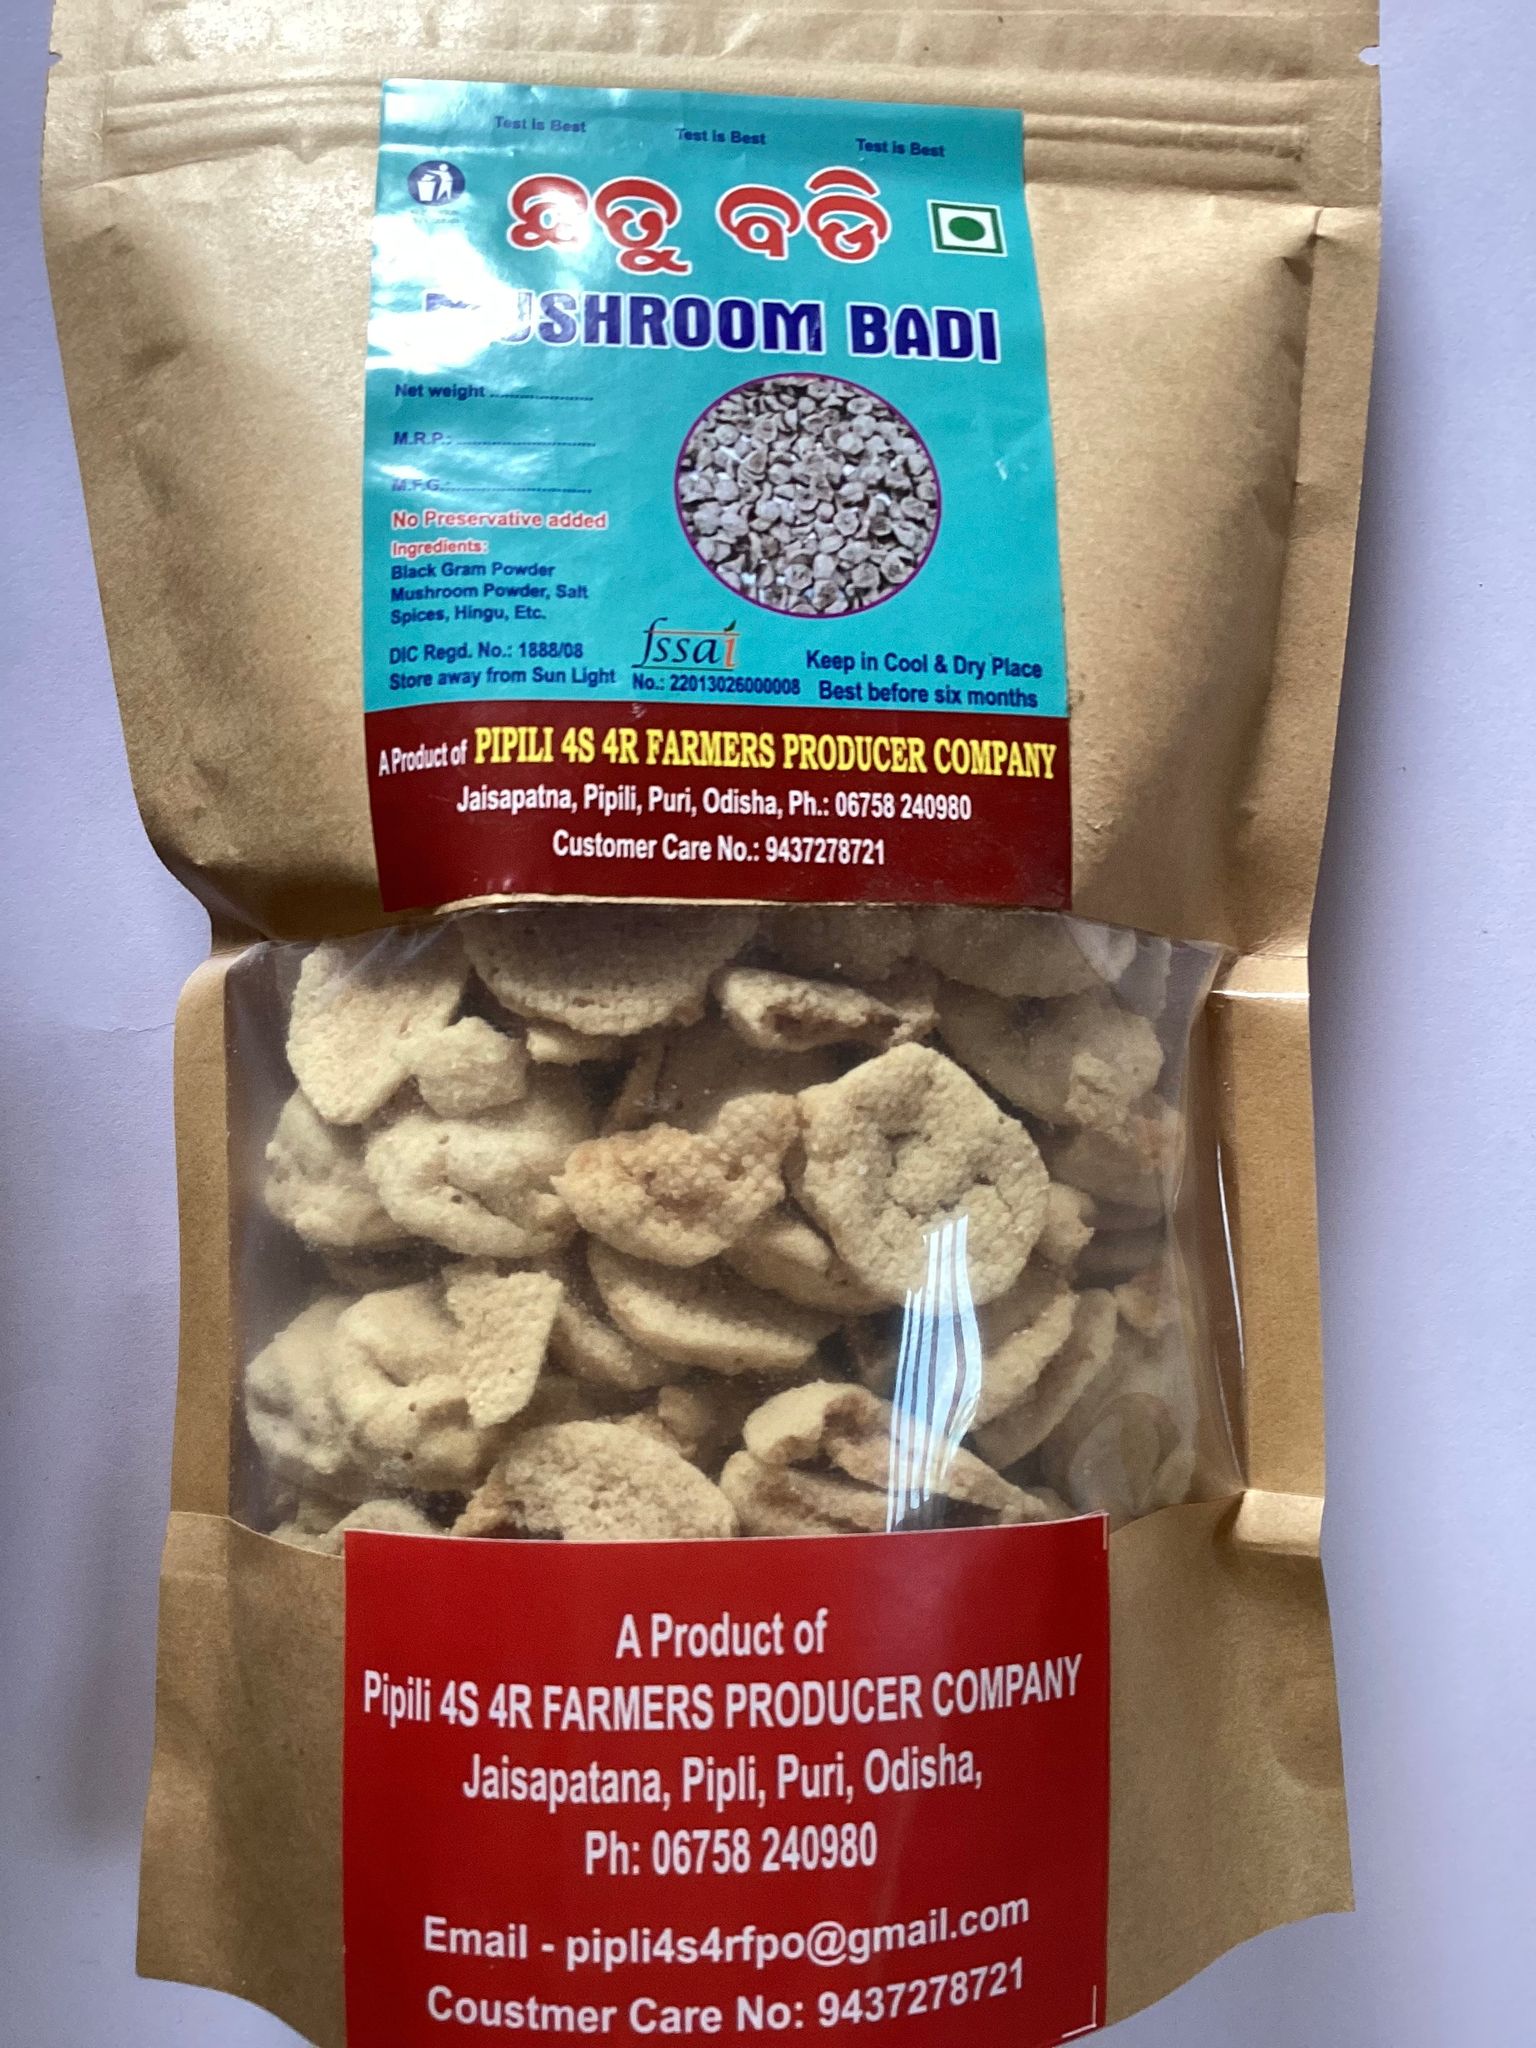 Test is Best Test is Best Test is Best
ଛତୁ ବଡି
MUSHROOM BADI
Net weight ....................
M.R.P.: ....................
M.F.G.: ....................
No Preservative added
Ingredients:
Black Gram Powder
Mushroom Powder, Salt
Spices, Hingu, Etc.
DIC Regd. No.: 1888/08
Store away from Sun Light
fssai
No.: 22013026000008
Keep in Cool & Dry Place
Best before six months
A Product of PIPILI 4S 4R FARMERS PRODUCER COMPANY
Jaisapatna, Pipili, Puri, Odisha, Ph.: 06758 240980
Customer Care No.: 9437278721
A Product of
Pipili 4S 4R FARMERS PRODUCER COMPANY
Jaisapatana, Pipli, Puri, Odisha,
Ph: 06758 240980
Email - pipli4s4rfpo@gmail.com
Coustmer Care No: 9437278721